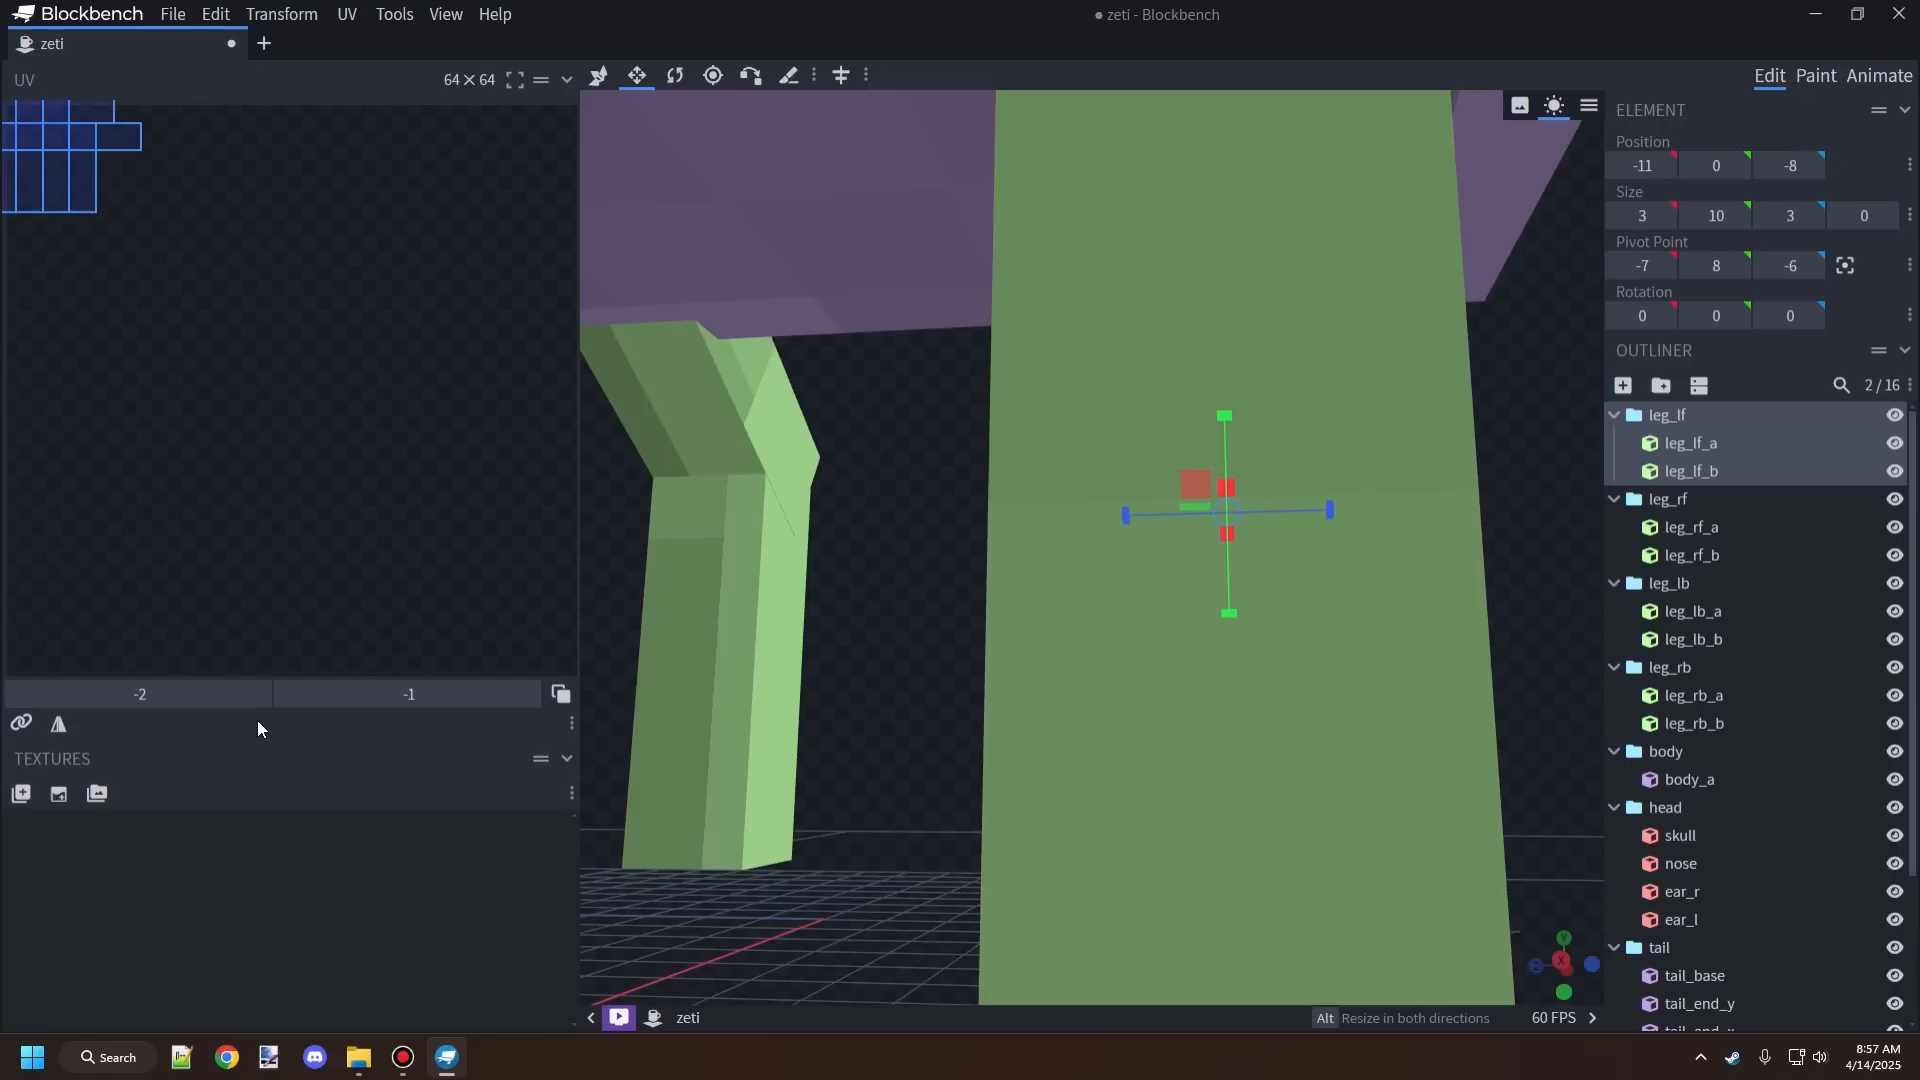 Blockbench
File Edit Transform UV Tools View Help
zeti - Blockbench
zeti
UV
64 × 64
Edit Paint Animate
ELEMENT
Position
-11 0 -8
Size
3 10 3 0
Pivot Point
-7 8 -6
Rotation
0 0 0
OUTLINER
2 / 16
leg_lf
leg_lf_a
leg_lf_b
leg_rf
leg_rf_a
leg_rf_b
leg_lb
leg_lb_a
leg_lb_b
leg_rb
leg_rb_a
leg_rb_b
body
body_a
head
skull
nose
ear_r
ear_l
tail
tail_base
tail_end_y
-2 -1
TEXTURES
Y
X
Z
zeti
Alt Resize in both directions
60 FPS
Search
8:57 AM
4/14/2025